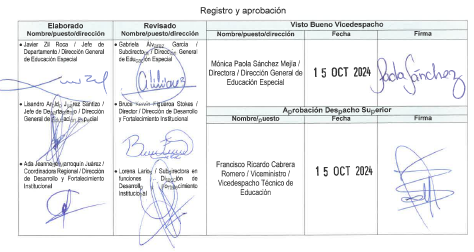 Registro y aprobación
Elaborado
Nombre/puesto/dirección
Revisado
Nombre/puesto/dirección
Visto Bueno Vicedespacho
Nombre/puesto/dirección
Fecha
Firma
• Javier Zil Roca / Jefe de
Departamento / Dirección General
de Educación Especial
• Gabriela Álvarez García /
Subdirectora / Dirección General
de Educación Especial
Mónica Paola Sánchez Mejía /
Directora / Dirección General de
Educación Especial
15 OCT 2024
Paola Sánchez
• Leandro
Santizo /
Jefe de Departamento / Dirección
General de Educación Especial
• Bruce
Figueroa Stokes /
Director / Dirección de Desarrollo
y Fortalecimiento Institucional
Aprobación Despacho Superior
Nombre/puesto
Fecha
Firma
• Ada
Marroquin Juárez /
Coordinadora Regional / Dirección
de Desarrollo y Fortalecimiento
Institucional
• Lorena
/ Subdirectora en
funciones - Dirección de
Desarrollo y Fortalecimiento
Institucional
Francisco Ricardo Cabrera
Romero / Viceministro /
Vicedespacho Técnico de
Educación
15 OCT 2024